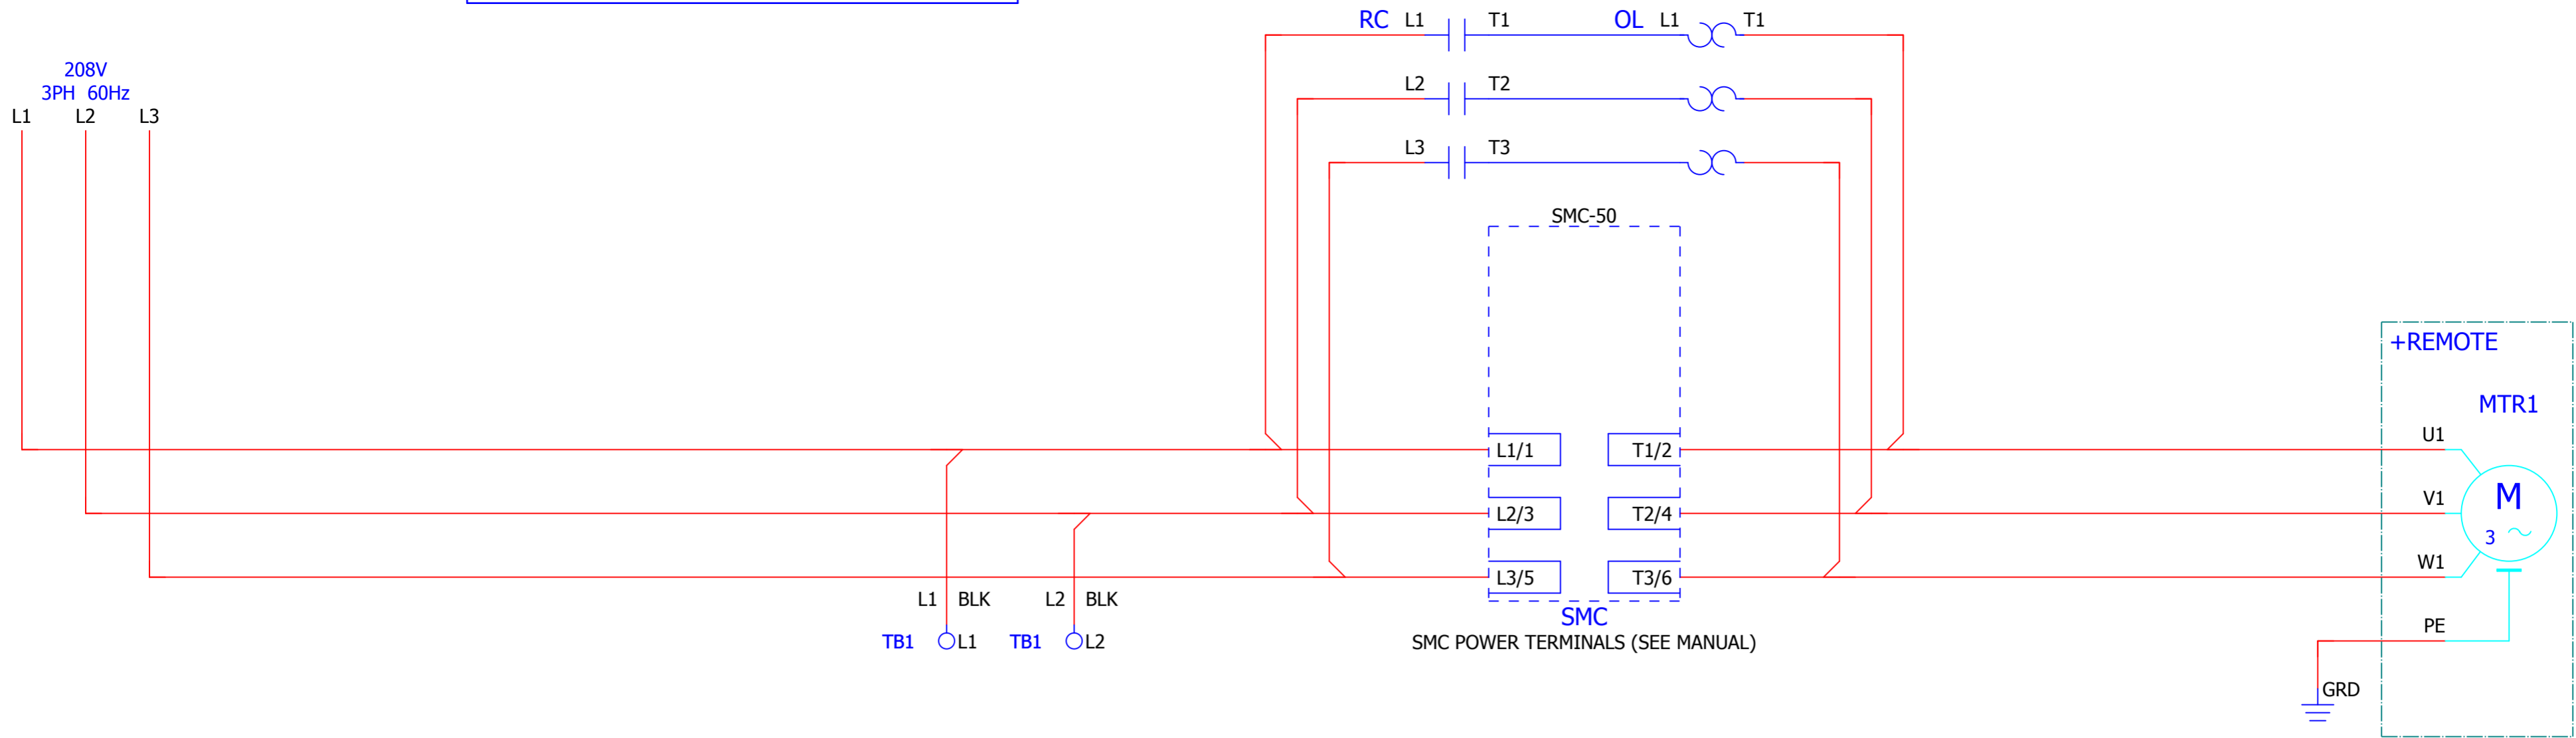 RC L1 T1 OL L1 T1
208V
3PH 60Hz
L1 L2 L3
L2 T2
L3 T3
SMC-50
+REMOTE
MTR1
L1/1 T1/2 U1
L2/3 T2/4 V1
M
3
L3/5 T3/6 W1
L1 BLK L2 BLK
SMC
TB1 L1 TB1 L2
SMC POWER TERMINALS (SEE MANUAL)
PE
GRD